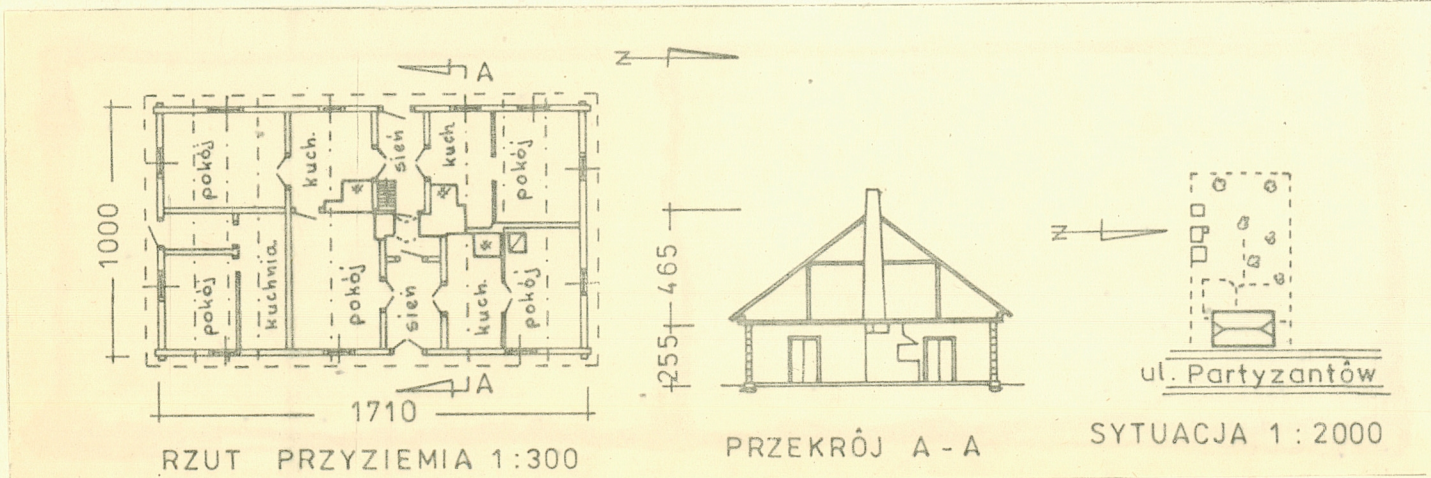 A
N
pokój
kuch.
sień
kuch
pokój
1000
pokój
kuchnia
pokój
sień
kuch.
pokój
A
1710
RZUT PRZYZIEMIA 1:300
465
255
PRZEKRÓJ A-A
N
ul. Partyzantów
SYTUACJA 1:2000